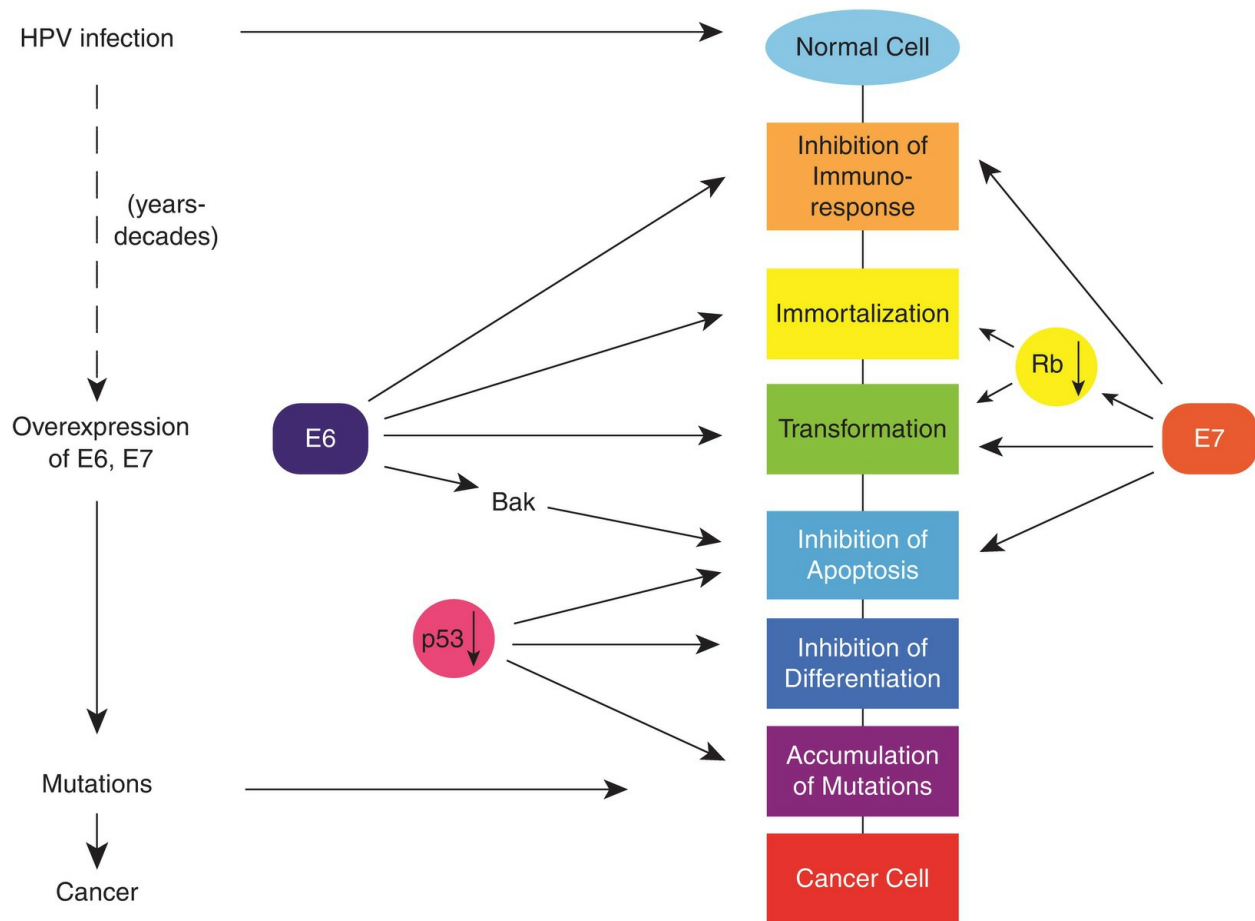 HPV infection
Normal Cell
Inhibition of
Immuno-
response
(years-
decades)
Immortalization
Rb
Overexpression
of E6, E7
E6
Transformation
E7
Bak
Inhibition of
Apoptosis
p53
Inhibition of
Differentiation
Accumulation
of Mutations
Mutations
Cancer
Cancer Cell